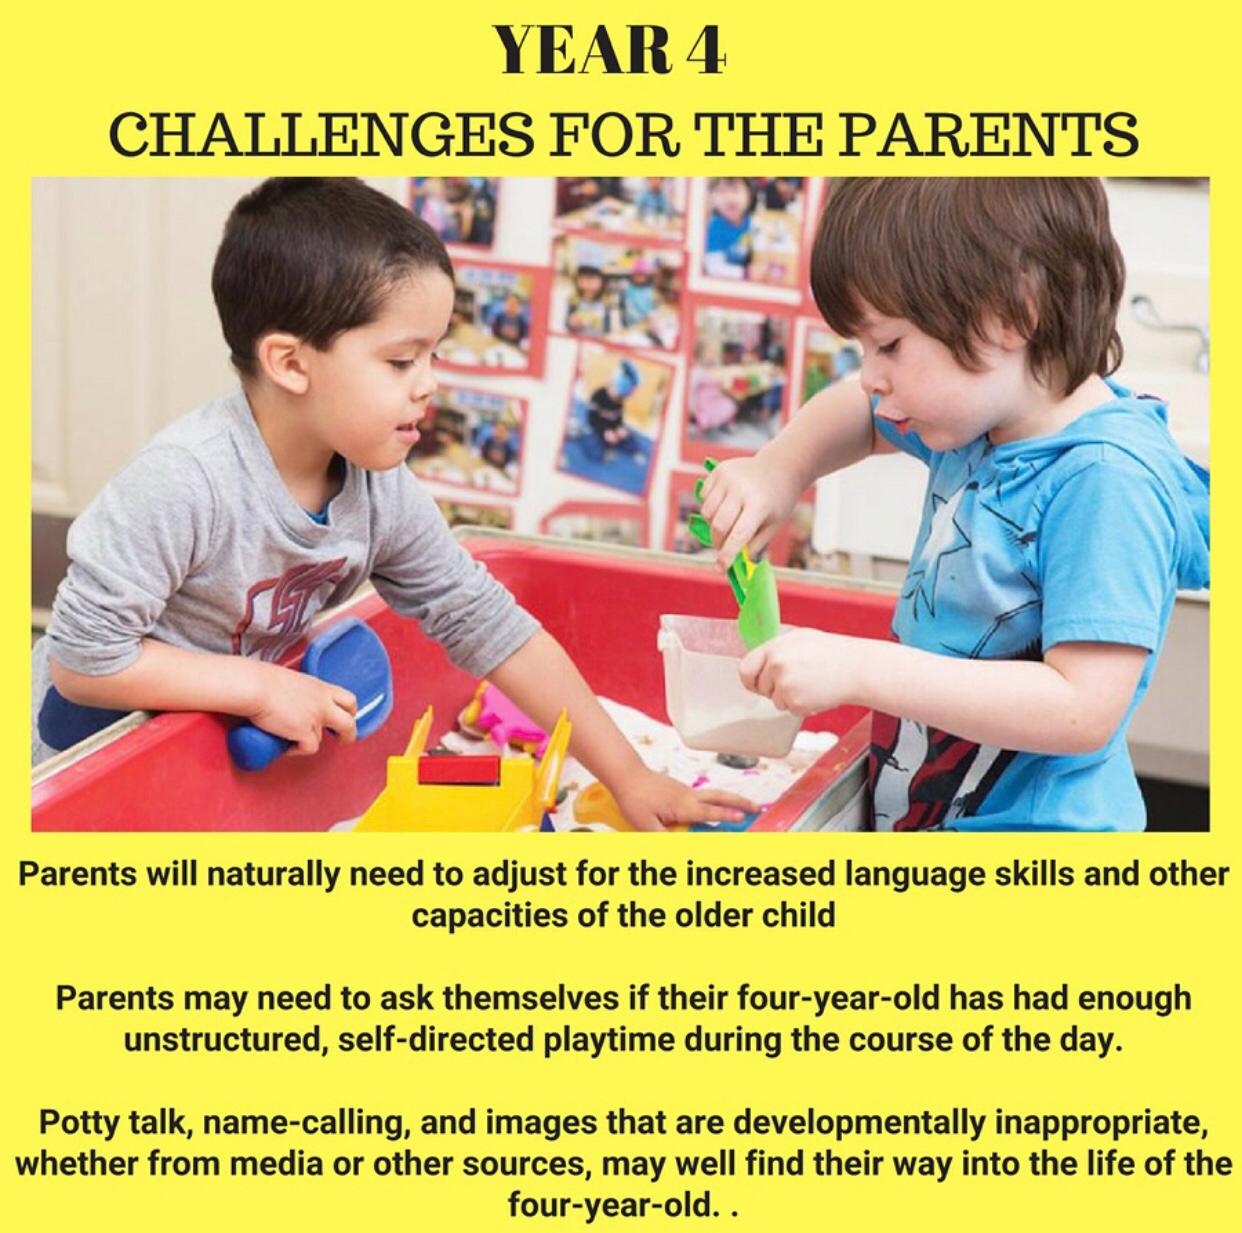 YEAR 4
CHALLENGES FOR THE PARENTS
Parents will naturally need to adjust for the increased language skills and other
capacities of the older child
Parents may need to ask themselves if their four-year-old has had enough
unstructured, self-directed playtime during the course of the day.
Potty talk, name-calling, and images that are developmentally inappropriate,
whether from media or other sources, may well find their way into the life of the
four-year-old. .